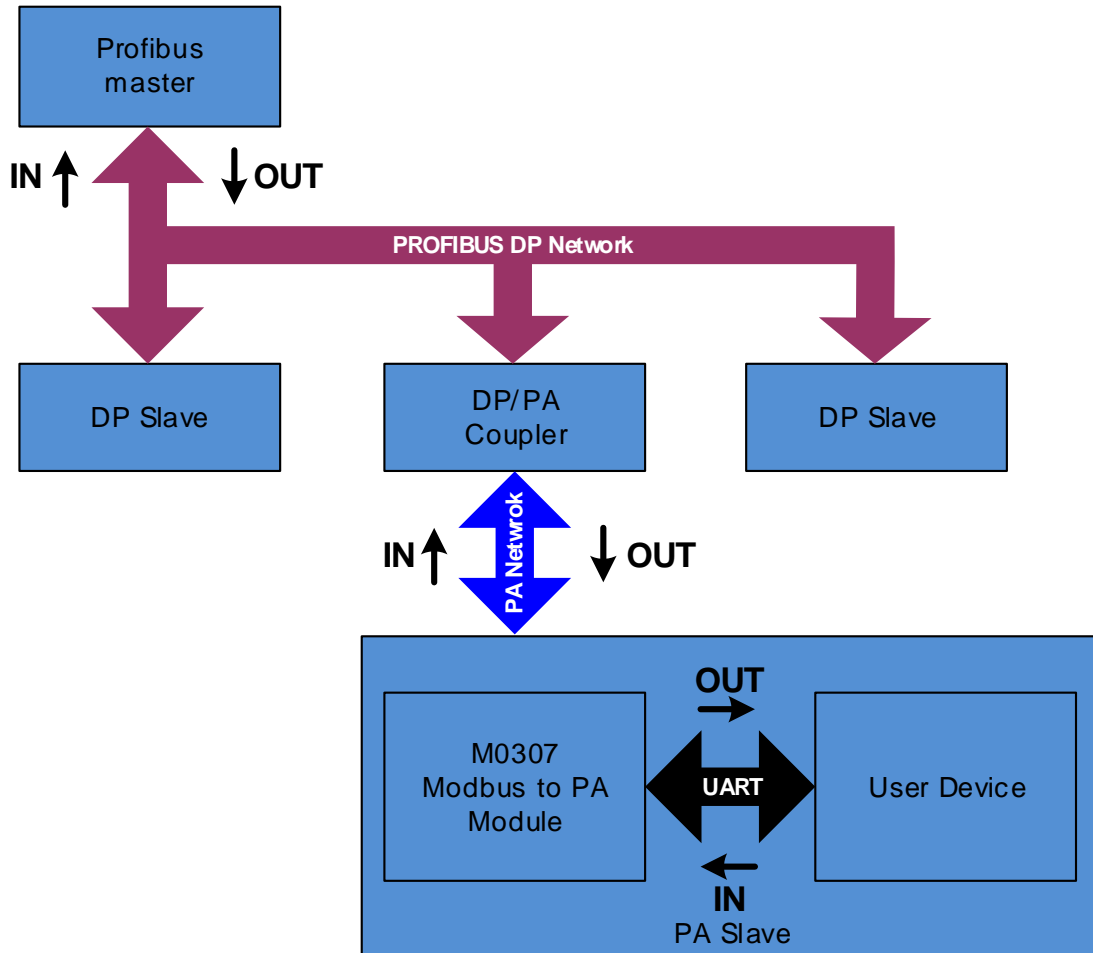 Profibus
master
IN
OUT
PROFIBUS DP Network
DP Slave
DP/PA
Coupler
DP Slave
IN
PA Netwrok
OUT
OUT
M0307
Modbus to PA
Module
UART
User Device
IN
PA Slave